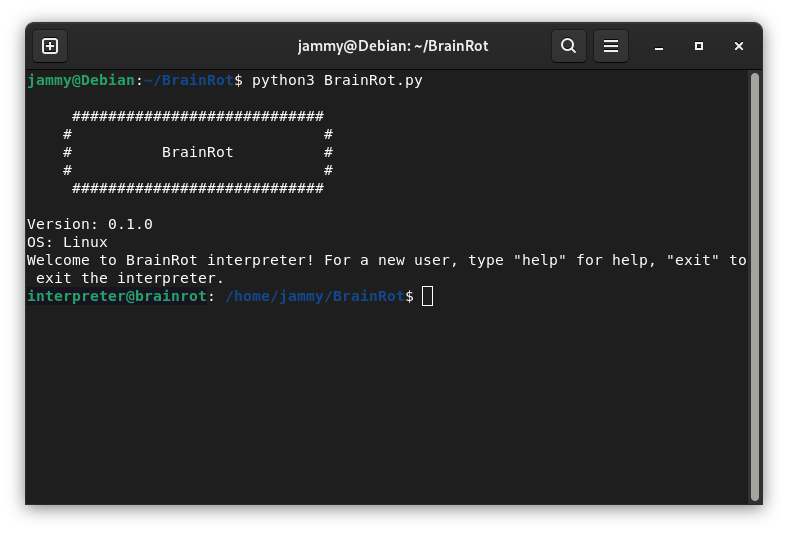 jammy@Debian: ~/BrainRot
jammy@Debian:~/BrainRot$ python3 BrainRot.py
############################
#                            #
#          BrainRot          #
#                            #
############################
Version: 0.1.0
OS: Linux
Welcome to BrainRot interpreter! For a new user, type "help" for help, "exit" to
exit the interpreter.
interpreter@brainrot: /home/jammy/BrainRot$